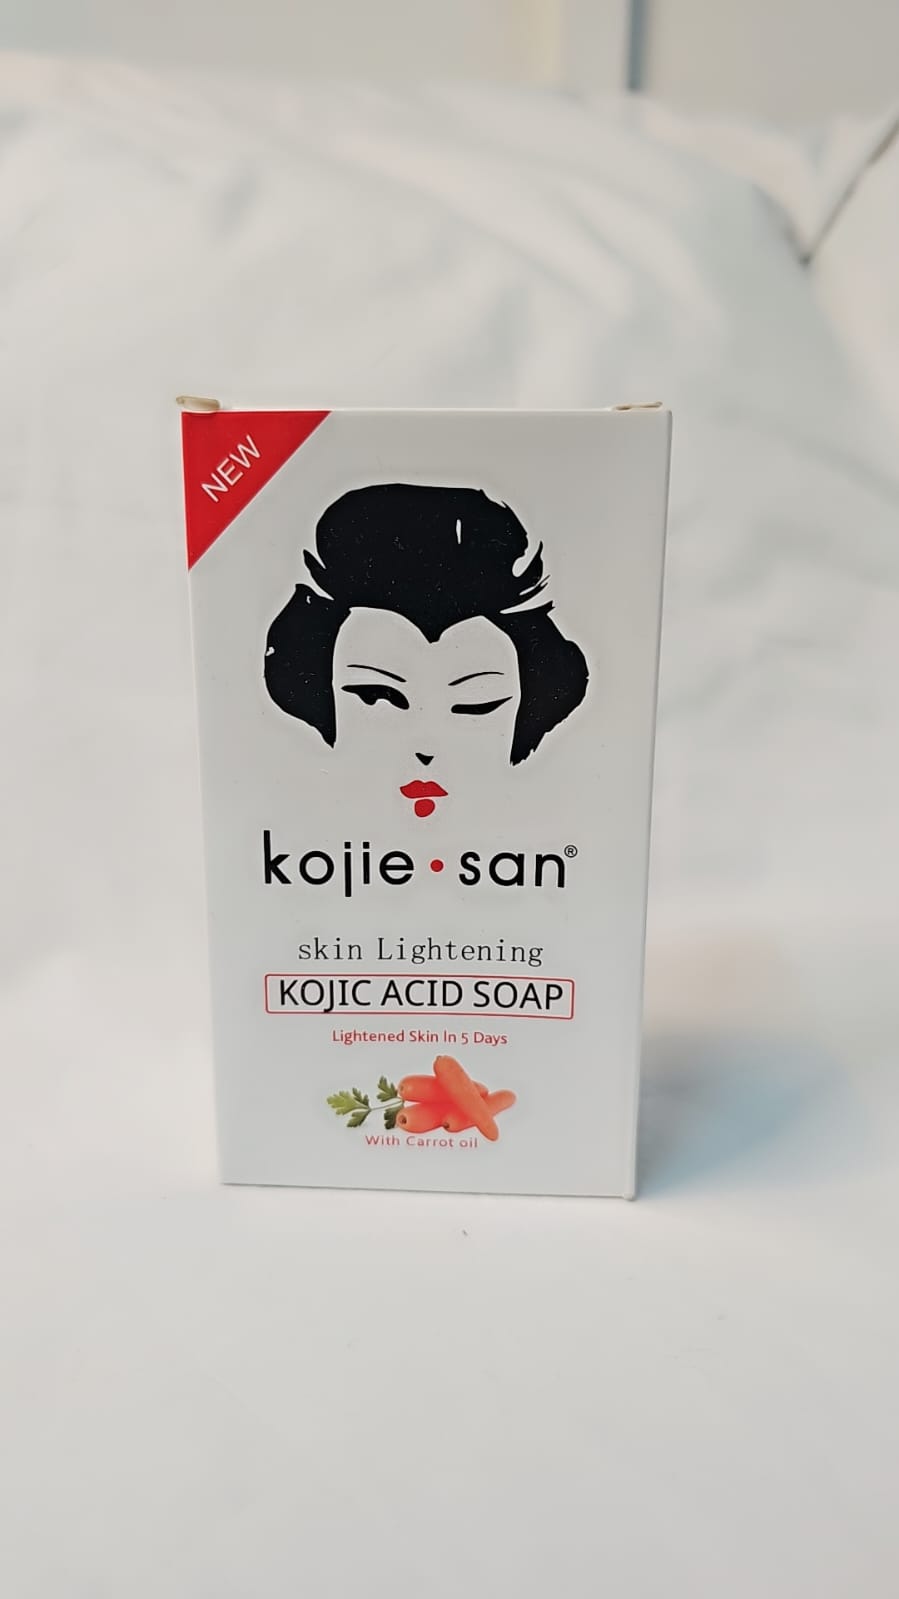 NEW
kojie•san®
skin Lightening
KOJIC ACID SOAP
Lightened Skin In 5 Days
With Carrot oil